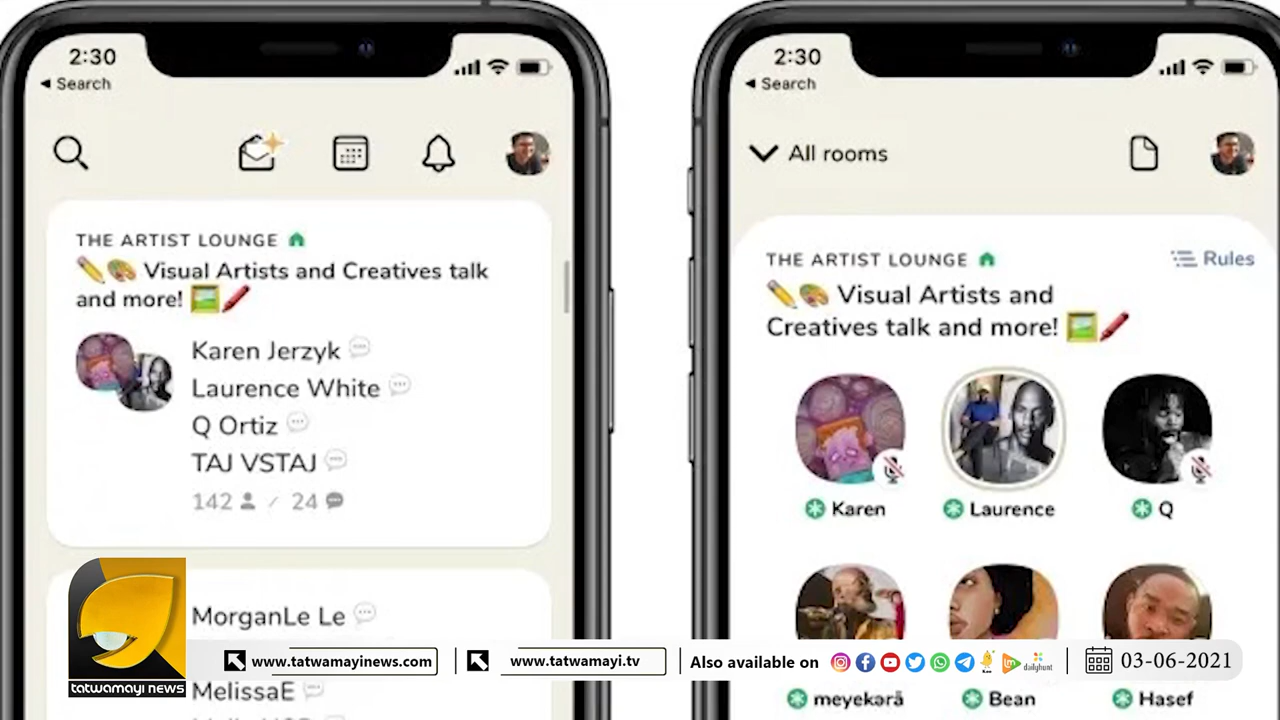 2:30
Search
THE ARTIST LOUNGE
Visual Artists and Creatives talk
and more!
Karen Jerzyk
Laurence White
Q Ortiz
TAJ VSTAJ
142 / 24
MorganLe Le
MelissaE
2:30
Search
All rooms
THE ARTIST LOUNGE
Rules
Visual Artists and
Creatives talk and more!
Karen
Laurence
Q
meyekərā
Bean
Hasef
tatwamayi news
www.tatwamayinews.com
www.tatwamayi.tv
Also available on
dailyhunt
03-06-2021